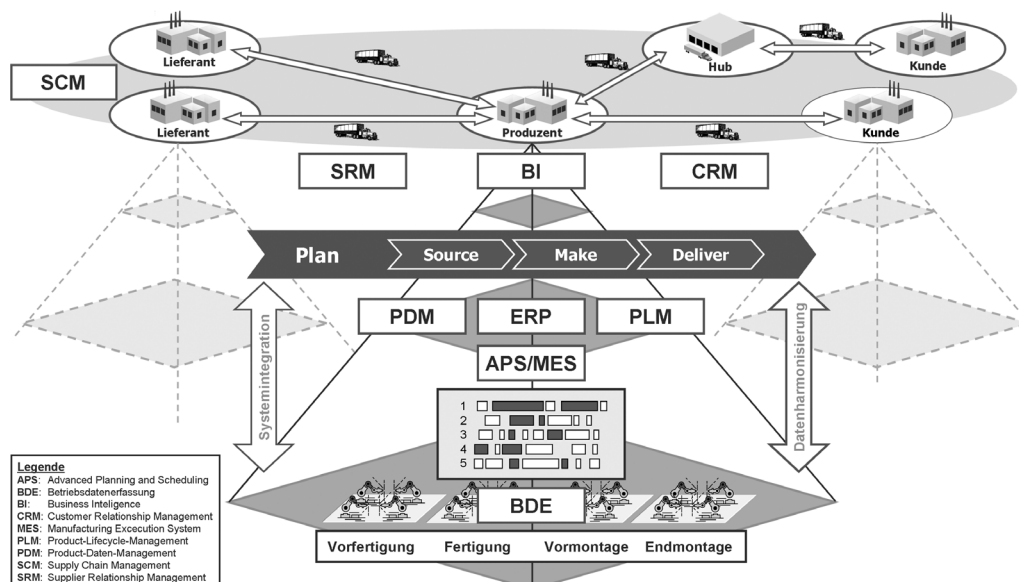 Lieferant
Hub
Kunde
SCM
Lieferant
Produzent
Kunde
SRM
BI
CRM
Plan
Source
Make
Deliver
PDM
ERP
PLM
APS/MES
Systemintegration
Datenharmonisierung
1
2
3
4
5
BDE
Vorfertigung
Fertigung
Vormontage
Endmontage
Legende
APS: Advanced Planning and Scheduling
BDE: Betriebsdatenerfassung
BI: Business Inteligence
CRM: Customer Relationship Management
MES: Manufacturing Excecution System
PLM: Product-Lifecycle-Management
PDM: Product-Daten-Management
SCM: Supply Chain Management
SRM: Supplier Relationship Management